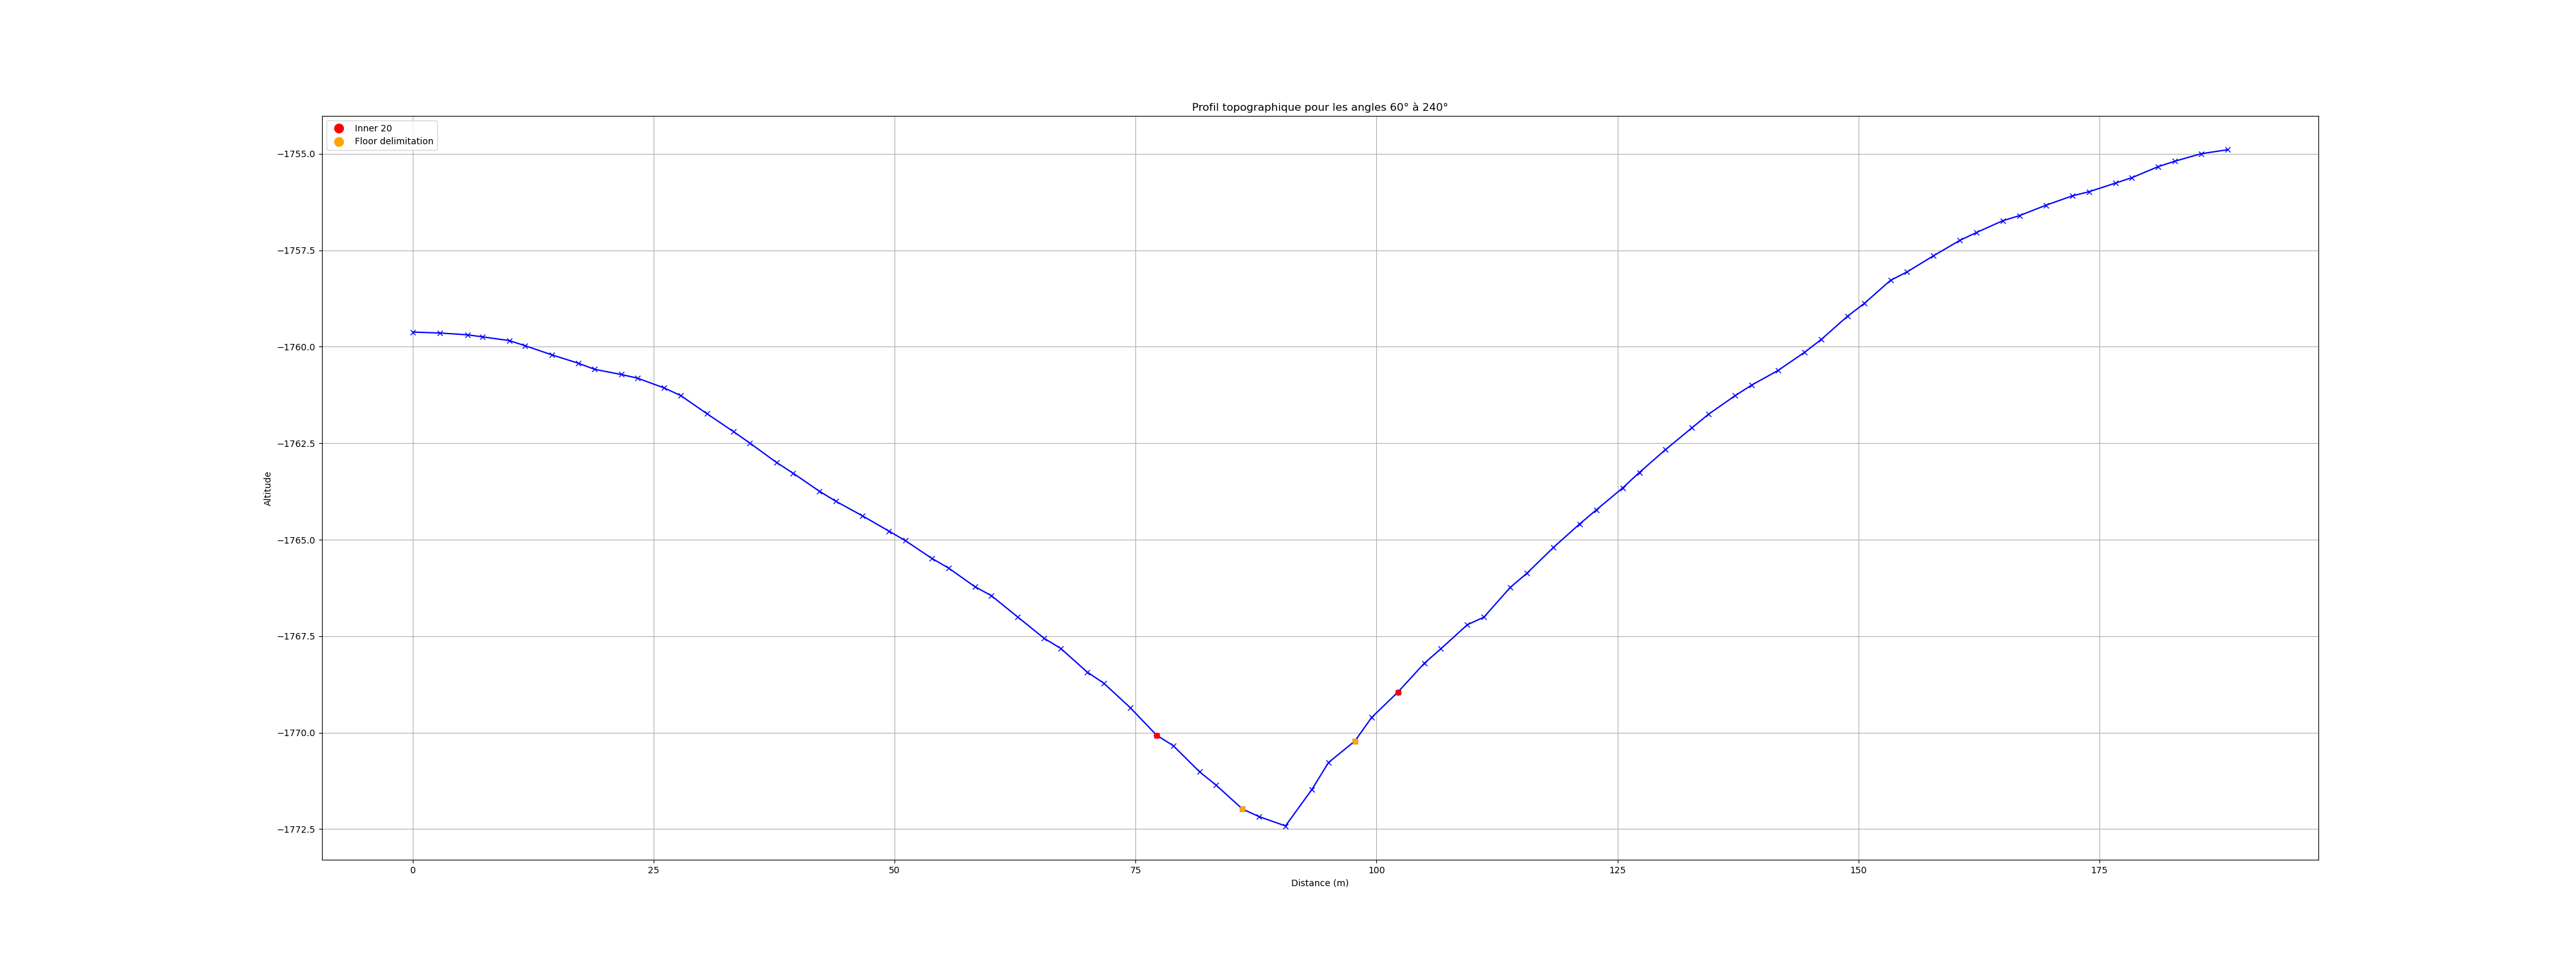 Profil topographique pour les angles 60° à 240°
Inner 20
Floor delimitation
−1755.0
−1757.5
−1760.0
−1762.5
−1765.0
−1767.5
−1770.0
−1772.5
Altitude
0 25 50 75 100 125 150 175
Distance (m)